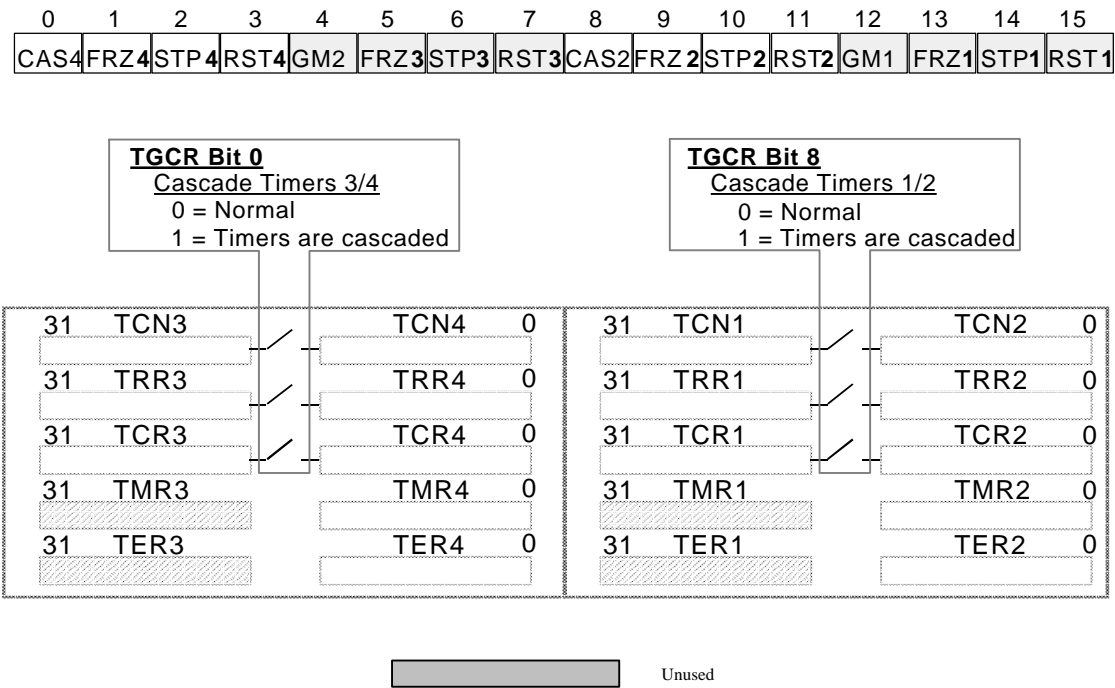 0 1 2 3 4 5 6 7 8 9 10 11 12 13 14 15
CAS4 FRZ4 STP4 RST4 GM2 FRZ3 STP3 RST3 CAS2 FRZ2 STP2 RST2 GM1 FRZ1 STP1 RST1
TGCR Bit 0
Cascade Timers 3/4
0 = Normal
1 = Timers are cascaded
TGCR Bit 8
Cascade Timers 1/2
0 = Normal
1 = Timers are cascaded
31 TCN3 TCN4 0 31 TCN1 TCN2 0
31 TRR3 TRR4 0 31 TRR1 TRR2 0
31 TCR3 TCR4 0 31 TCR1 TCR2 0
31 TMR3 TMR4 0 31 TMR1 TMR2 0
31 TER3 TER4 0 31 TER1 TER2 0
Unused